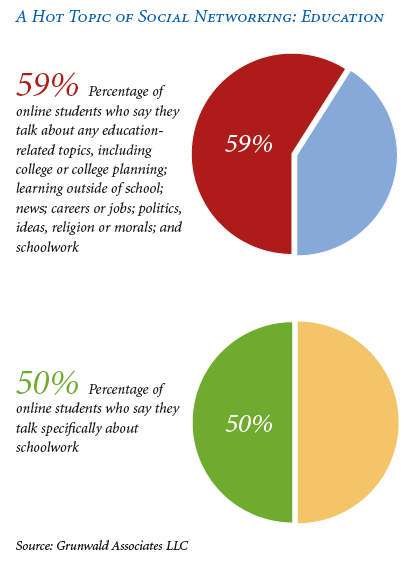 A Hot Topic of Social Networking: Education
59% Percentage of
online students who say they
talk about any education-
related topics, including
college or college planning;
learning outside of school;
news; careers or jobs; politics,
ideas, religion or morals; and
schoolwork
59%
50% Percentage of
online students who say they
talk specifically about
schoolwork
50%
Source: Grunwald Associates LLC